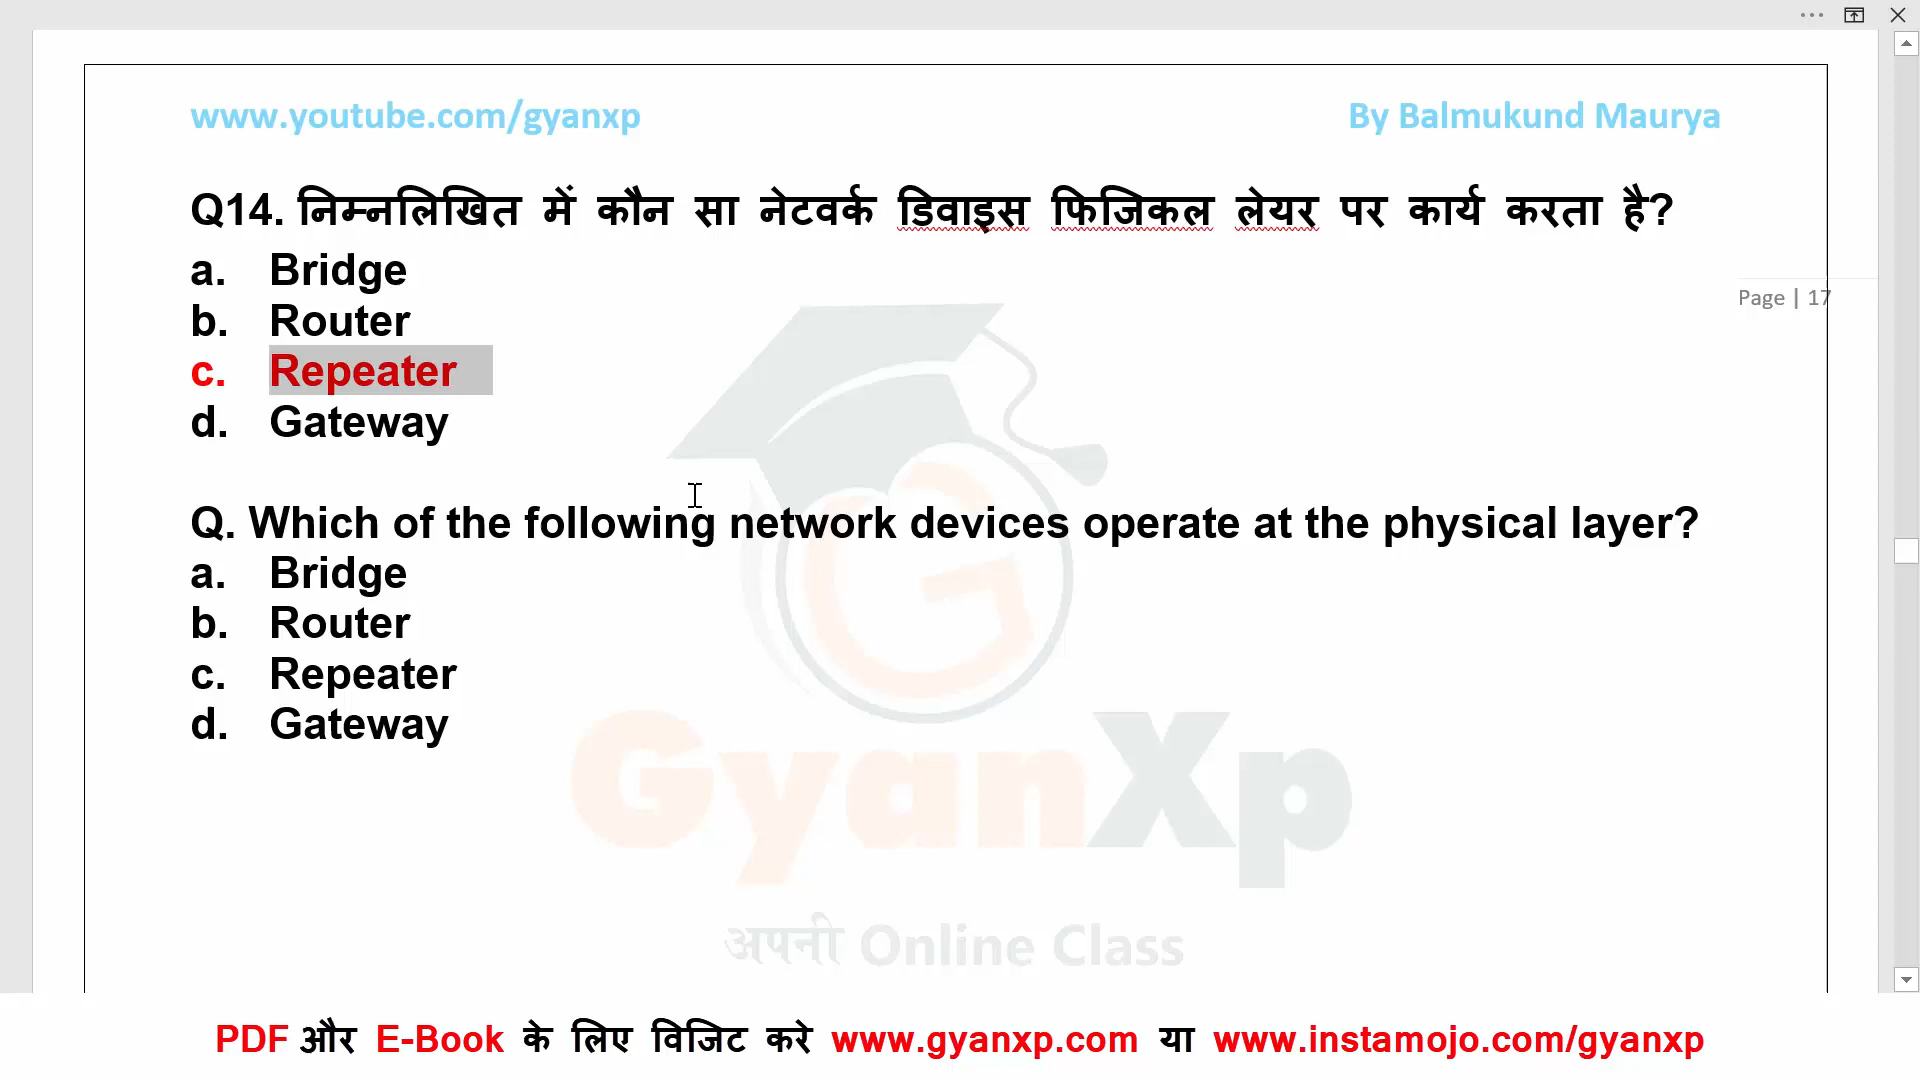 www.youtube.com/gyanxp By Balmukund Maurya
Q14. निम्नलिखित में कौन सा नेटवर्क डिवाइस फिजिकल लेयर पर कार्य करता है?
a. Bridge
Page | 17
b. Router
c. Repeater
d. Gateway
Q. Which of the following network devices operate at the physical layer?
a. Bridge
b. Router
c. Repeater
d. Gateway
GyanXp
अपनी Online Class
PDF और E-Book के लिए विजिट करे www.gyanxp.com या www.instamojo.com/gyanxp